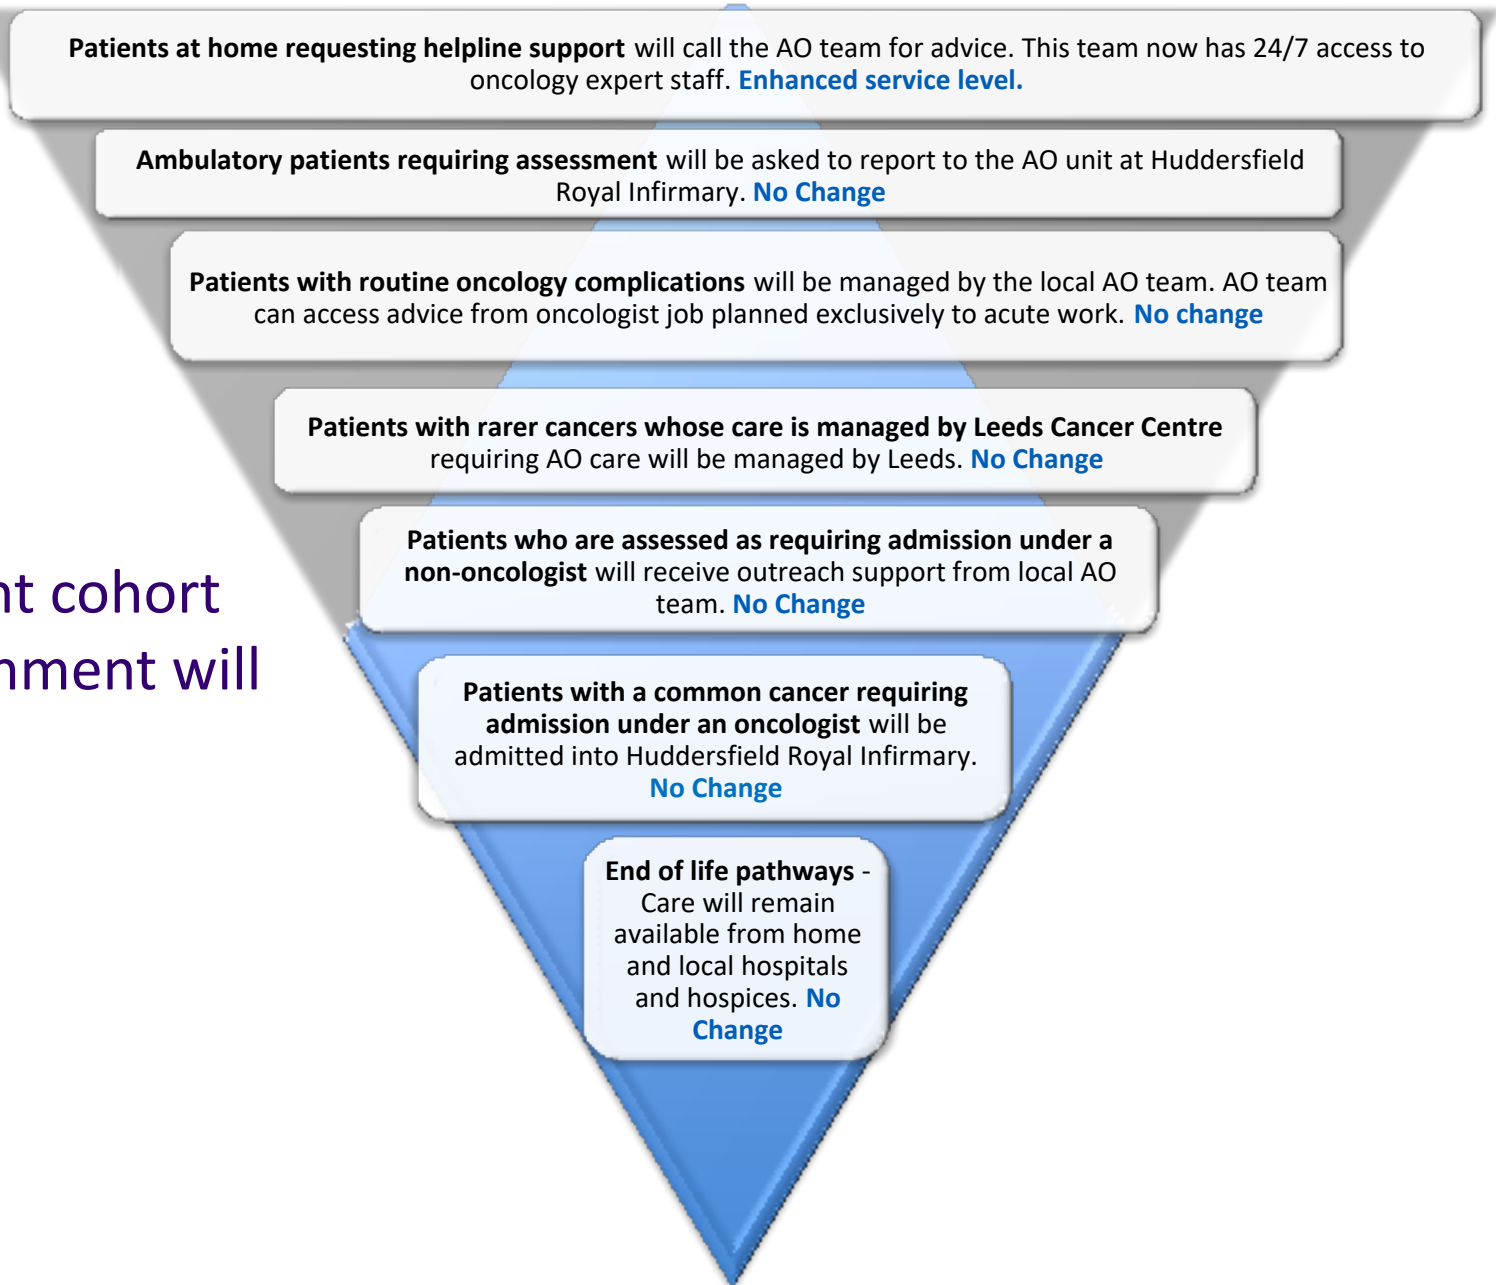 Patients at home requesting helpline support will call the AO team for advice. This team now has 24/7 access to
oncology expert staff. Enhanced service level.
Ambulatory patients requiring assessment will be asked to report to the AO unit at Huddersfield
Royal Infirmary. No Change
Patients with routine oncology complications will be managed by the local AO team. AO team
can access advice from oncologist job planned exclusively to acute work. No change
Patients with rarer cancers whose care is managed by Leeds Cancer Centre
requiring AO care will be managed by Leeds. No Change
Patients who are assessed as requiring admission under a
non-oncologist will receive outreach support from local AO
team. No Change
nt cohort
nment will
Patients with a common cancer requiring
admission under an oncologist will be
admitted into Huddersfield Royal Infirmary.
No Change
End of life pathways -
Care will remain
available from home
and local hospitals
and hospices. No
Change